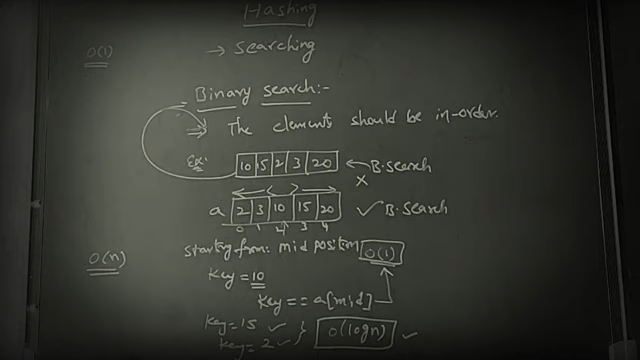 Hashing
O(1)
→ Searching
Binary search:-
⇒ The elements should be in-order.
Ex: 10 15 2 3 20 ← B.search
×
a 2 3 10 15 20 ✓ B.search
0 1 2 3 4
starting from: mid position O(1)
O(n)
Key = 10
Key == a[mid]
Key = 15 ✓
Key = 2 ✓ } O(logn) ✓